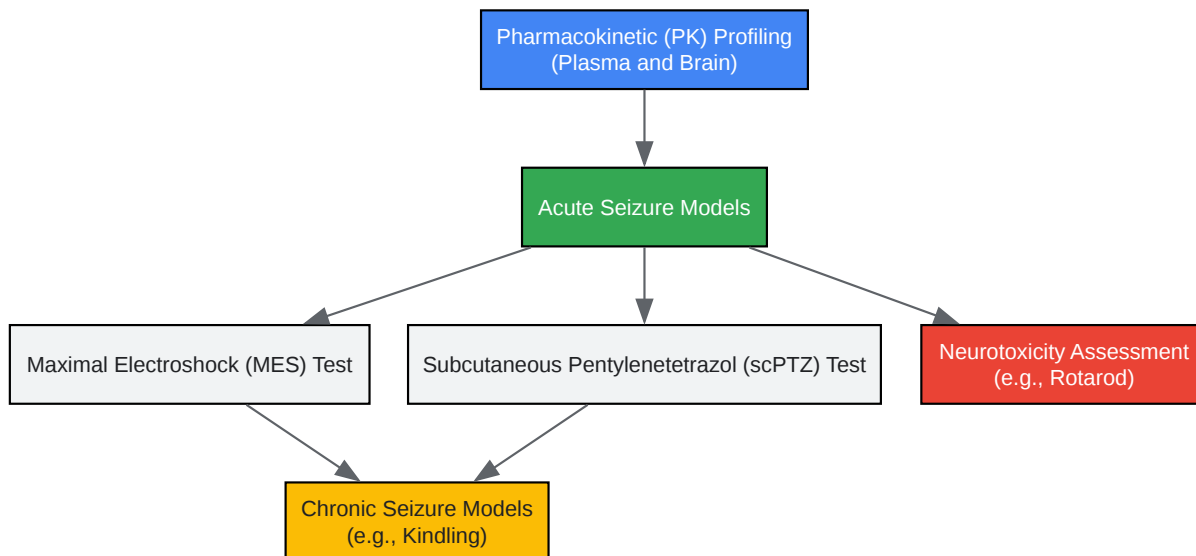 Pharmacokinetic (PK) Profiling
(Plasma and Brain)
Acute Seizure Models
Maximal Electroshock (MES) Test
Subcutaneous Pentylenetetrazol (scPTZ) Test
Neurotoxicity Assessment
(e.g., Rotarod)
Chronic Seizure Models
(e.g., Kindling)